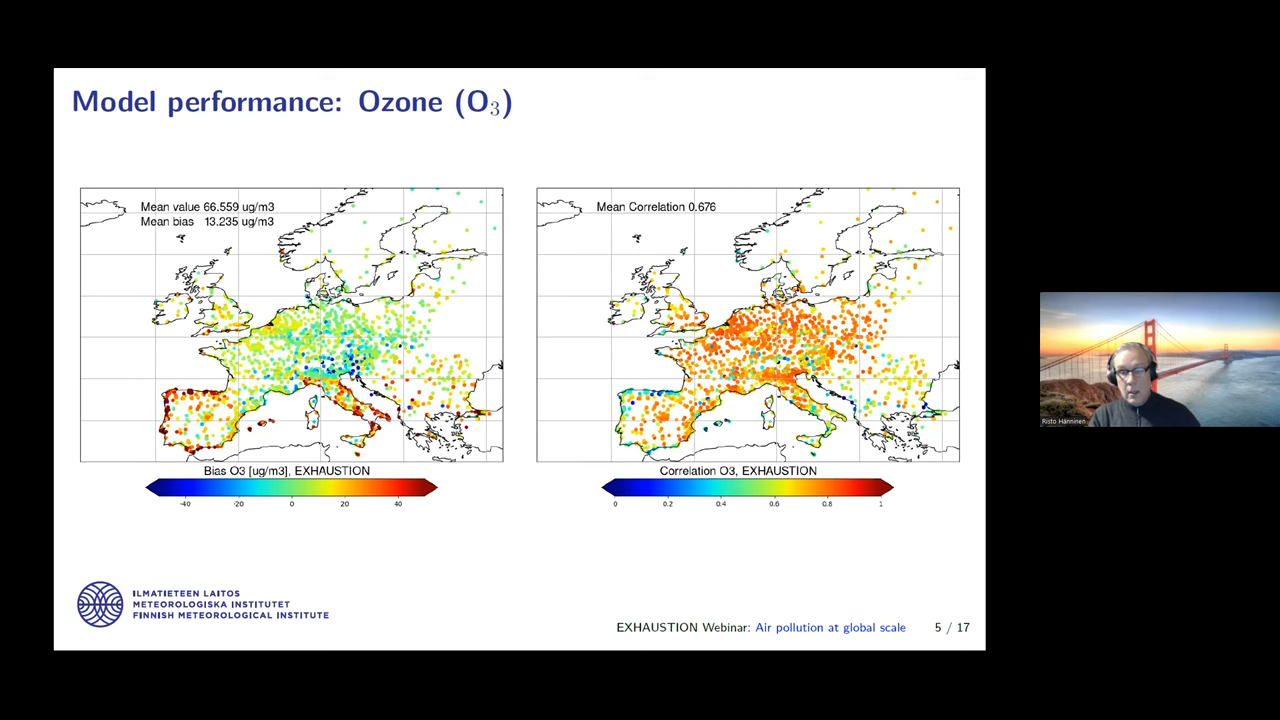 Model performance: Ozone (O3)
Mean value 66.559 ug/m3
Mean bias 13.235 ug/m3
Bias O3 [ug/m3], EXHAUSTION
-40 -20 0 20 40
Mean Correlation 0.676
Correlation O3, EXHAUSTION
0 0.2 0.4 0.6 0.8 1
Risto Hänninen
ILMATIETEEN LAITOS
METEOROLOGISKA INSTITUTET
FINNISH METEOROLOGICAL INSTITUTE
EXHAUSTION Webinar: Air pollution at global scale 5 / 17